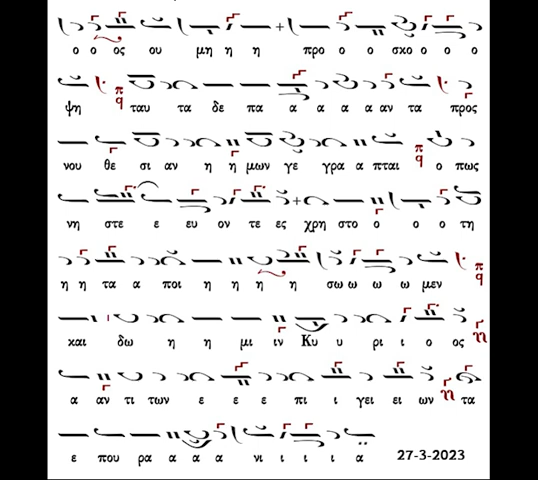 ο ο ος ου μη η η προ ο ο σκο ο ο ο
ψη π q ταυ τα δε πα α α α α αν τα προς
νου θε σι αν η η μων γε γρα α πται π q ο πως
νη στε ε ευ ον τε ες χρη στο ο ο ο τη
η η τα α ποι η η η η σω ω ω ω μεν π q
και δω η η μι ιν Κυ υ ρι ι ο ος
α αν τι των ε ε ε πι ι γει ει ων τα
ε που ρα α α α νι ι ι ι α 27-3-2023